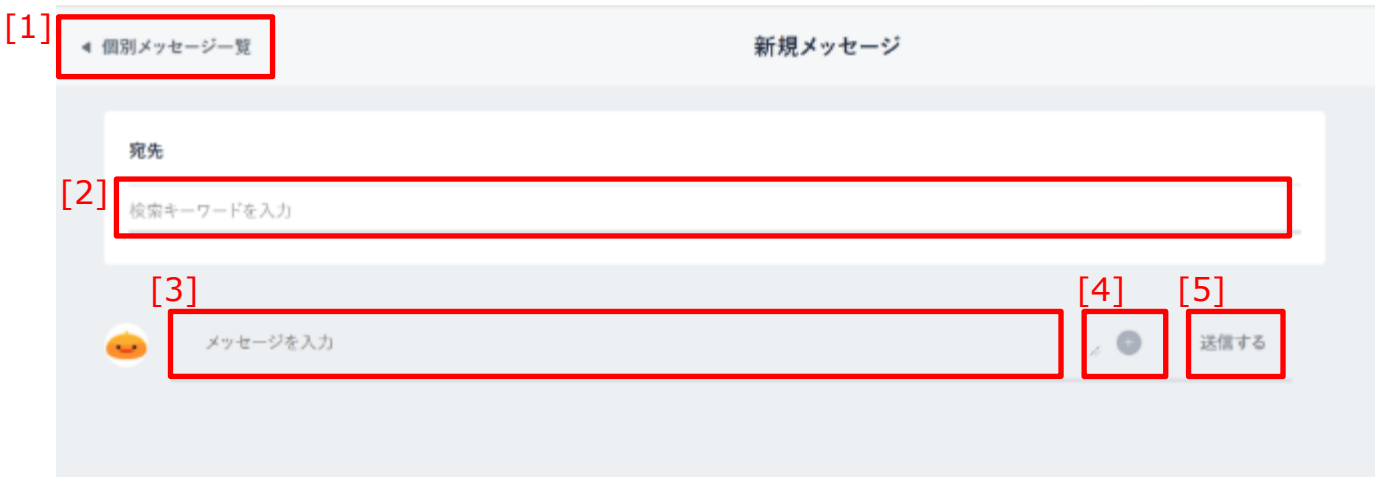 [1]
個別メッセージ一覧
新規メッセージ
宛先
[2]
検索キーワードを入力
[3]
[4]
[5]
メッセージを入力
送信する